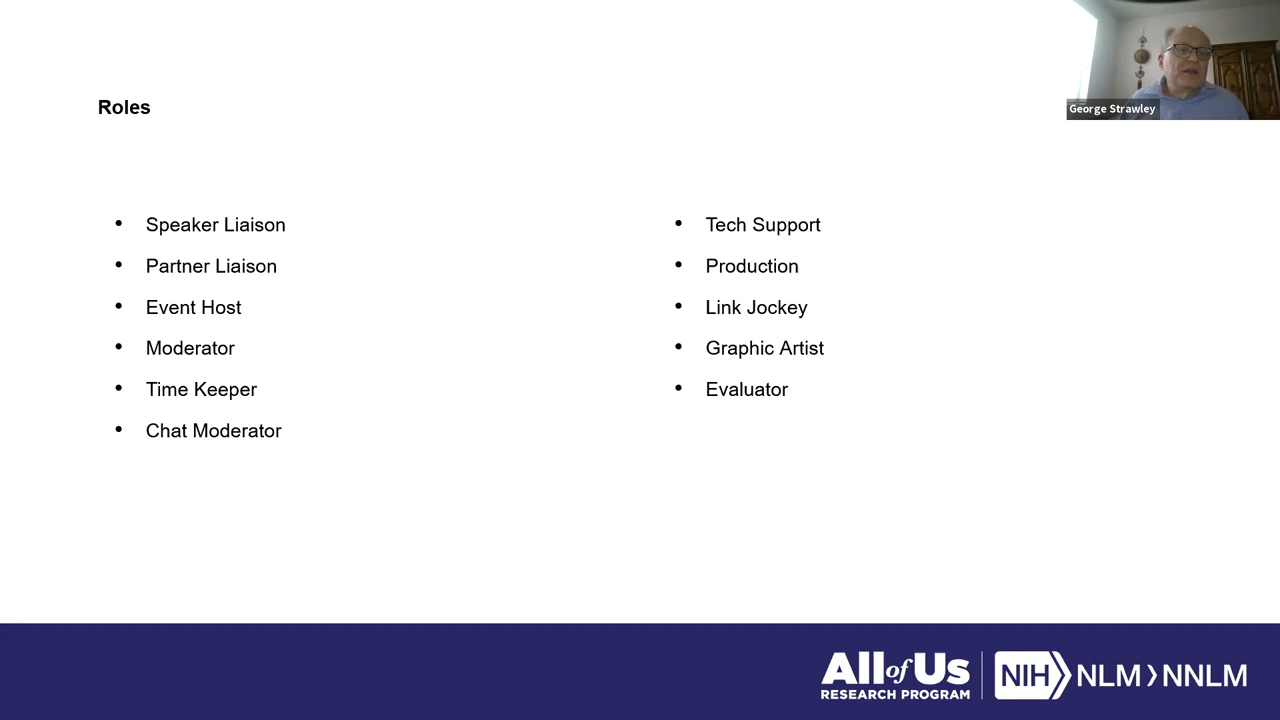 Roles
George Strawley
Speaker Liaison
Partner Liaison
Event Host
Moderator
Time Keeper
Chat Moderator
Tech Support
Production
Link Jockey
Graphic Artist
Evaluator
All of Us
RESEARCH PROGRAM
NIH NLM NNLM